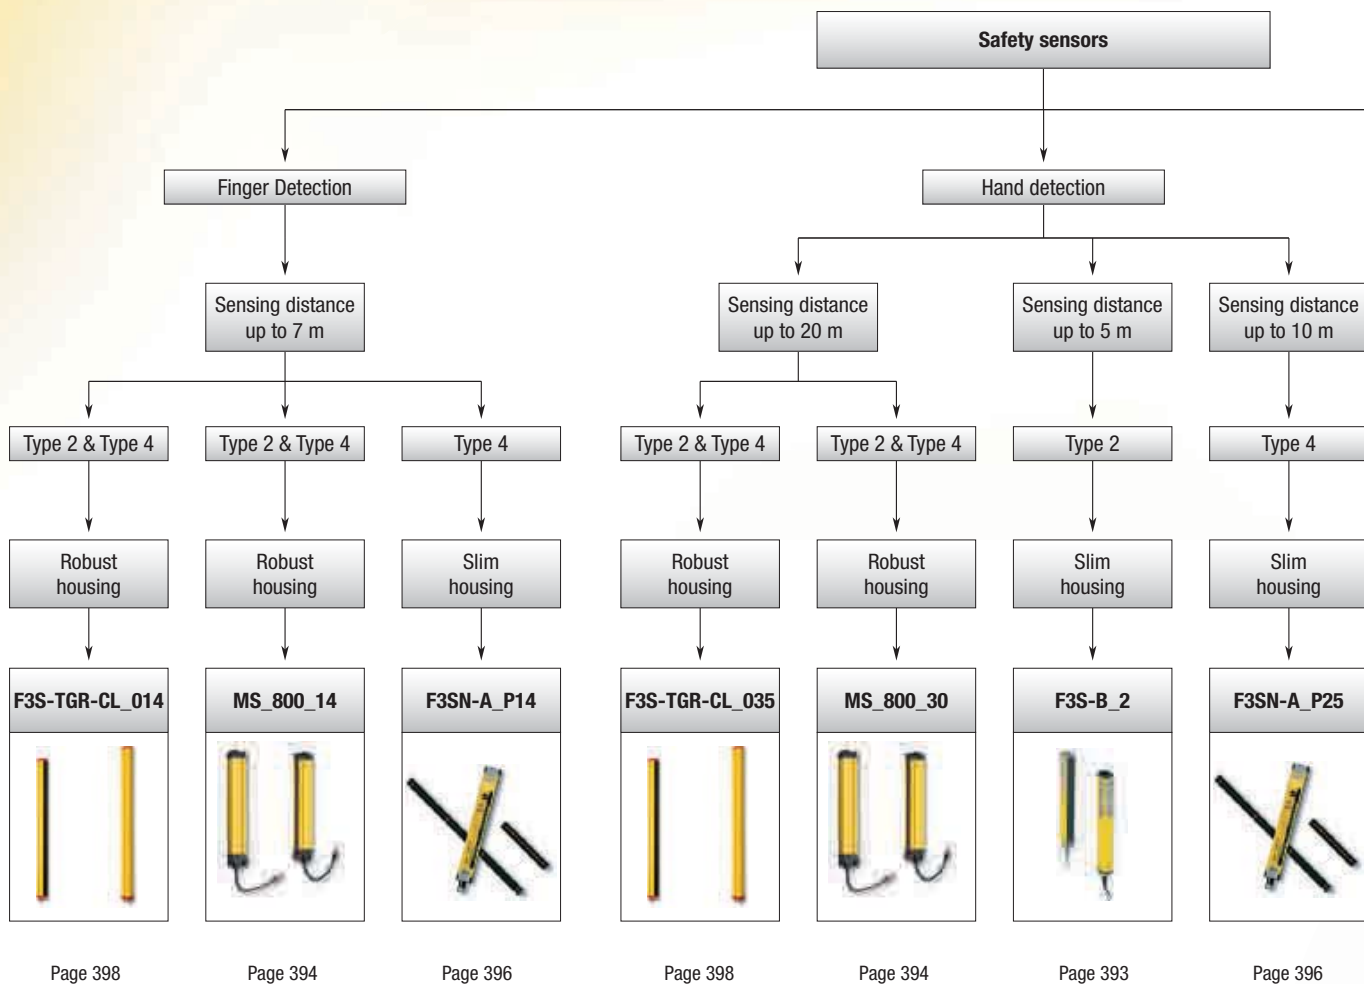 Safety sensors
Finger Detection
Hand detection
Sensing distance
up to 7 m
Sensing distance
up to 20 m
Sensing distance
up to 5 m
Sensing distance
up to 10 m
Type 2 & Type 4
Type 2 & Type 4
Type 4
Type 2 & Type 4
Type 2 & Type 4
Type 2
Type 4
Robust
housing
Robust
housing
Slim
housing
Robust
housing
Robust
housing
Slim
housing
Slim
housing
F3S-TGR-CL_014
MS_800_14
F3SN-A_P14
F3S-TGR-CL_035
MS_800_30
F3S-B_2
F3SN-A_P25
Page 398
Page 394
Page 396
Page 398
Page 394
Page 393
Page 396